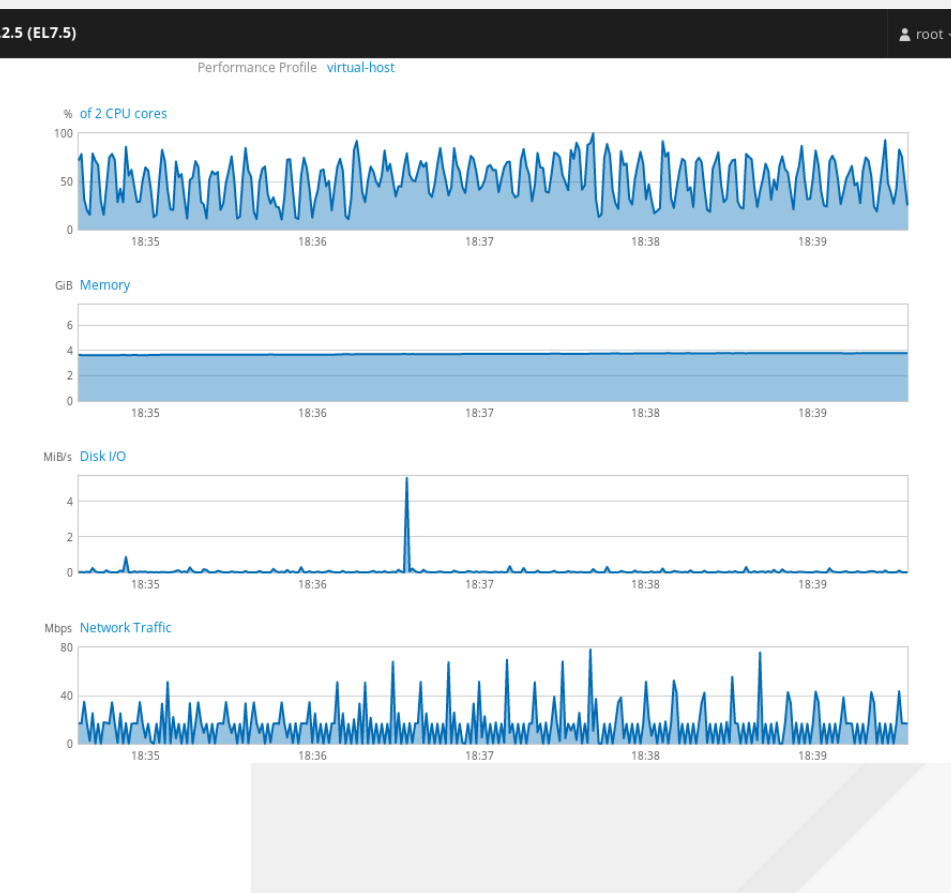 .2.5 (EL7.5)
root
Performance Profile virtual-host
% of 2 CPU cores
100
50
0
18:35 18:36 18:37 18:38 18:39
GiB Memory
6
4
2
0
18:35 18:36 18:37 18:38 18:39
MiB/s Disk I/O
4
2
0
18:35 18:36 18:37 18:38 18:39
Mbps Network Traffic
80
40
0
18:35 18:36 18:37 18:38 18:39